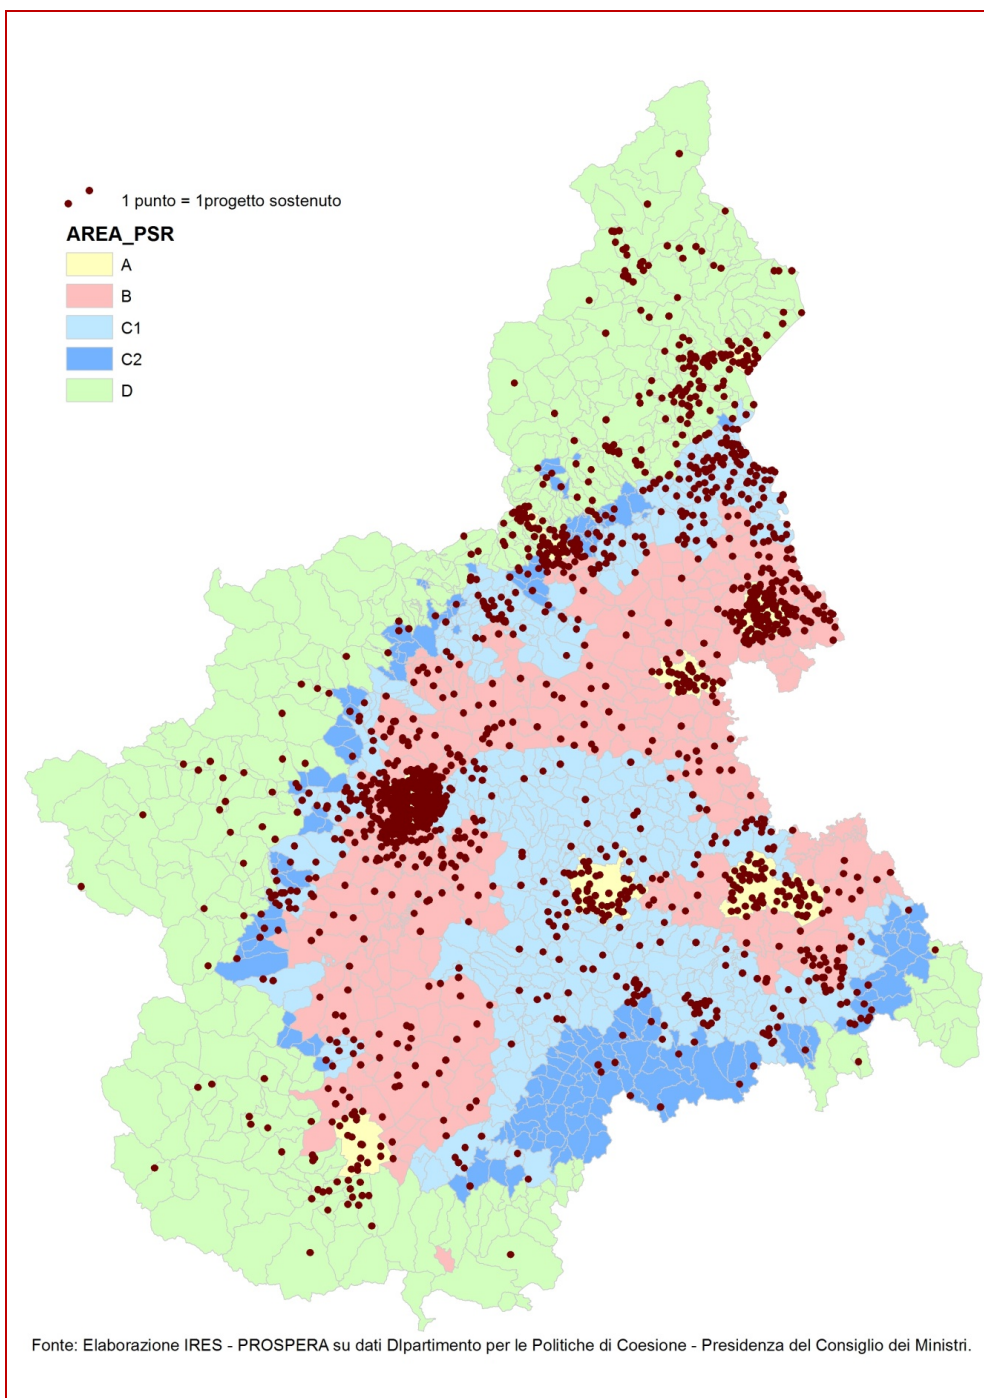 1 punto = 1progetto sostenuto
AREA_PSR
A
B
C1
C2
D
Fonte: Elaborazione IRES - PROSPERA su dati DIpartimento per le Politiche di Coesione - Presidenza del Consiglio dei Ministri.